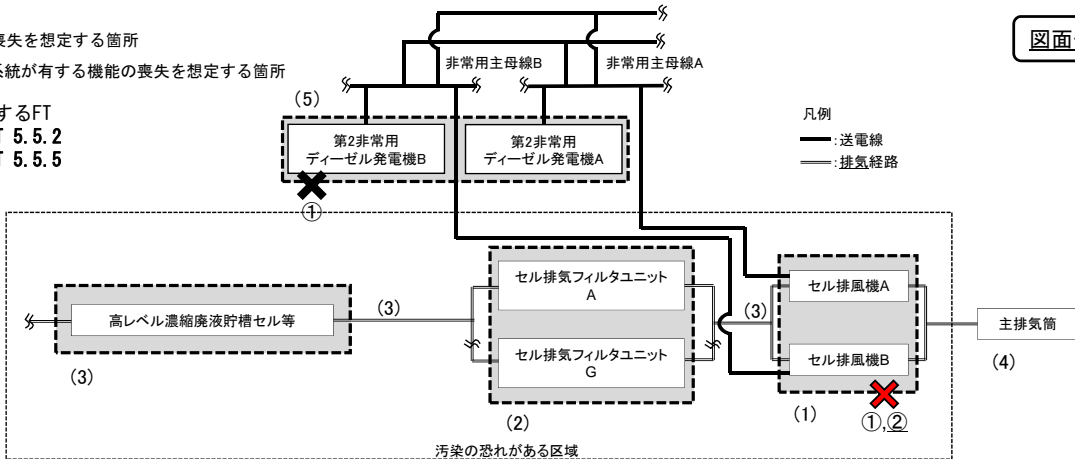 喪失を想定する箇所
系統が有する機能の喪失を想定する箇所
するFT
5.5.2
5.5.5
図面
非常用主母線B
非常用主母線A
(5)
第2非常用
ディーゼル発電機B
第2非常用
ディーゼル発電機A
①
凡例
:送電線
:排気経路
高レベル濃縮廃液貯槽セル等
(3)
(3)
セル排気フィルタユニット
A
セル排気フィルタユニット
G
(2)
(3)
セル排風機A
セル排風機B
(1)
①,②
主排気筒
(4)
汚染の恐れがある区域